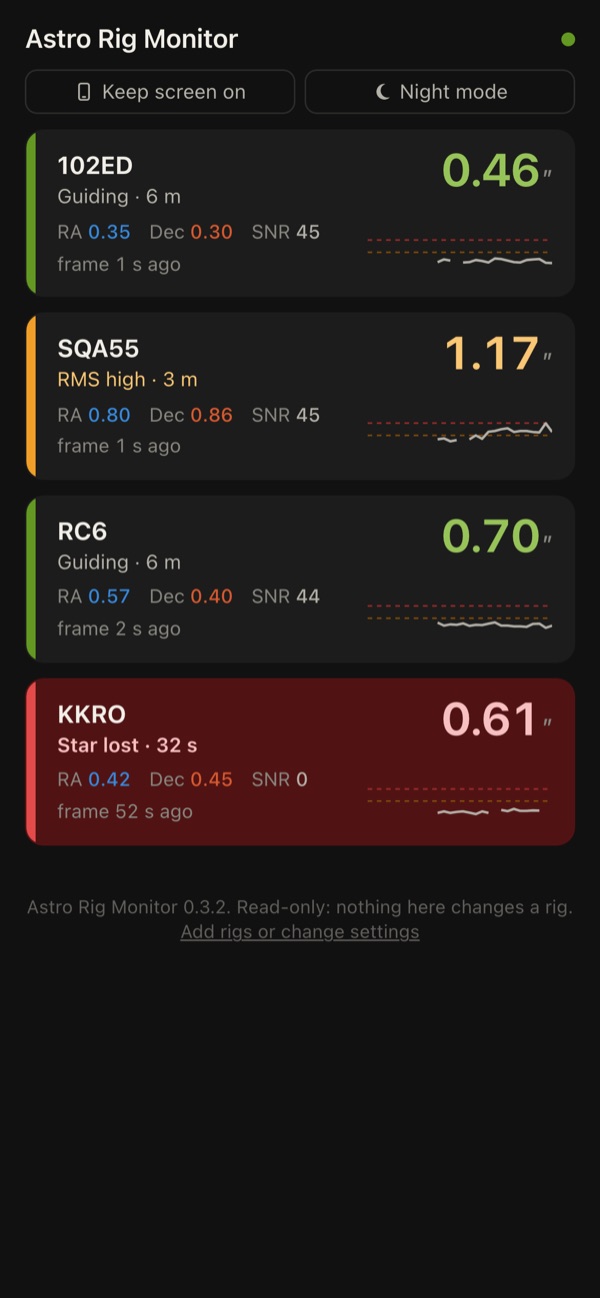 Astro Rig Monitor
Keep screen on
Night mode
102ED
0.46″
Guiding · 6 m
RA 0.35 Dec 0.30 SNR 45
frame 1 s ago
SQA55
1.17″
RMS high · 3 m
RA 0.80 Dec 0.86 SNR 45
frame 1 s ago
RC6
0.70″
Guiding · 6 m
RA 0.57 Dec 0.40 SNR 44
frame 2 s ago
KKRO
0.61″
Star lost · 32 s
RA 0.42 Dec 0.45 SNR 0
frame 52 s ago
Astro Rig Monitor 0.3.2. Read-only: nothing here changes a rig.
Add rigs or change settings